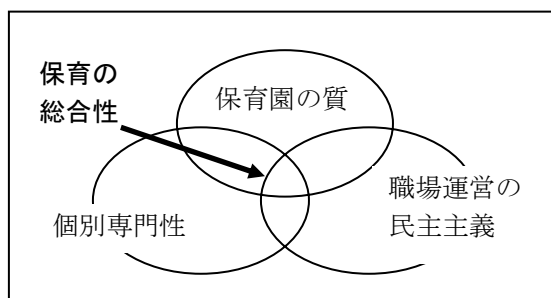 保育の
総合性
保育園の質
個別専門性
職場運営の
民主主義